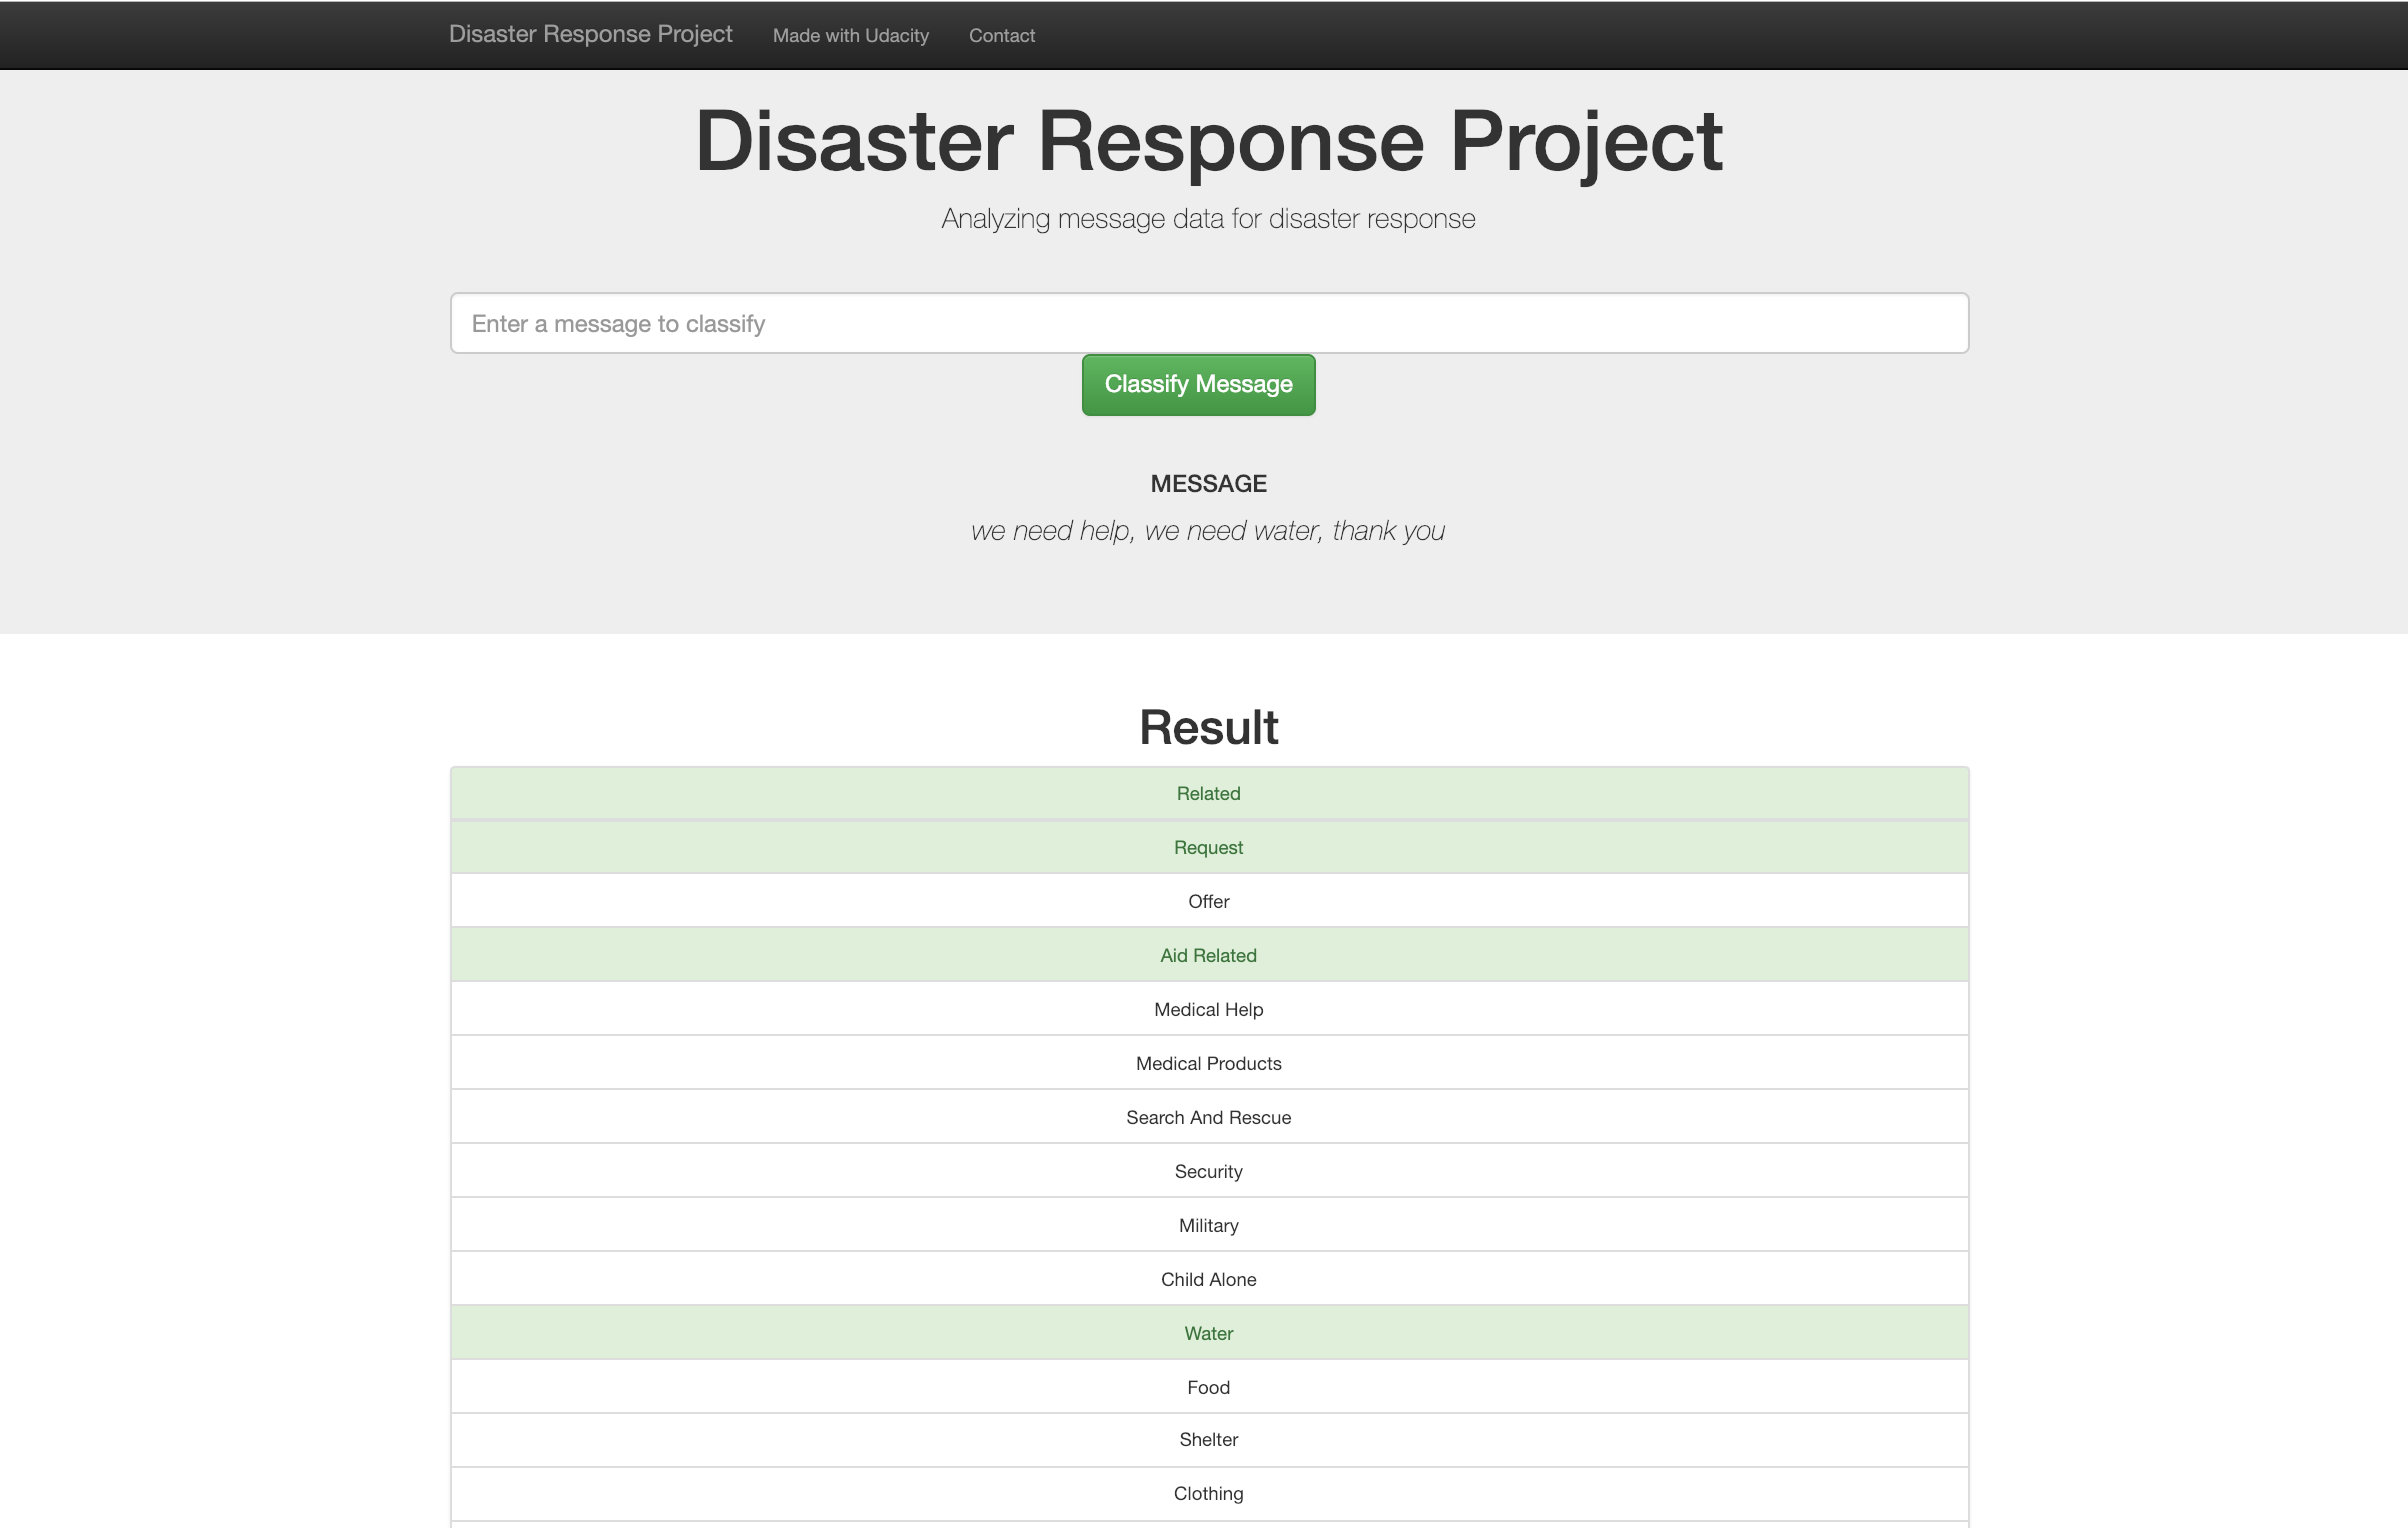 Disaster Response Project Made with Udacity Contact
Disaster Response Project
Analyzing message data for disaster response
Enter a message to classify
Classify Message
MESSAGE
we need help, we need water, thank you
Result
Related
Request
Offer
Aid Related
Medical Help
Medical Products
Search And Rescue
Security
Military
Child Alone
Water
Food
Shelter
Clothing